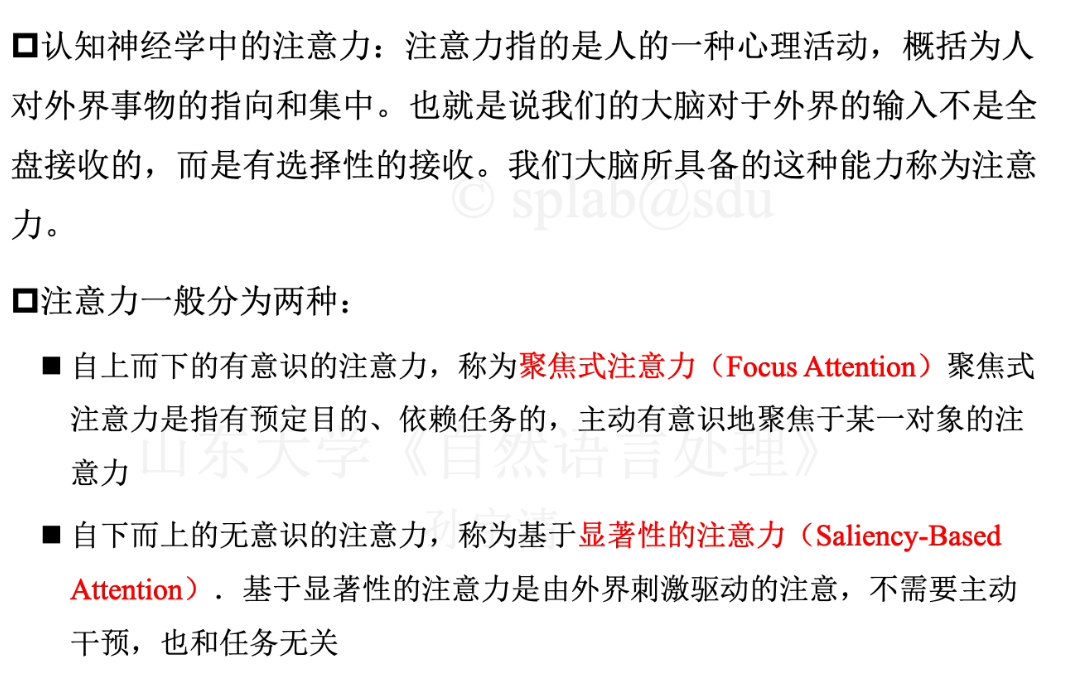 认知神经学中的注意力：注意力指的是人的一种心理活动，概括为人
对外界事物的指向和集中。也就是说我们的大脑对于外界的输入不是全
盘接收的，而是有选择性的接收。我们大脑所具备的这种能力称为注意
© splab@sdu
力。
注意力一般分为两种：
自上而下的有意识的注意力，称为聚焦式注意力（Focus Attention）聚焦式
注意力是指有预定目的、依赖任务的，主动有意识地聚焦于某一对象的注
山东大学《自然语言处理》
意力
自下而上的无意识的注意力，称为基于显著性的注意力（Saliency-Based
Attention）．基于显著性的注意力是由外界刺激驱动的注意，不需要主动
干预，也和任务无关